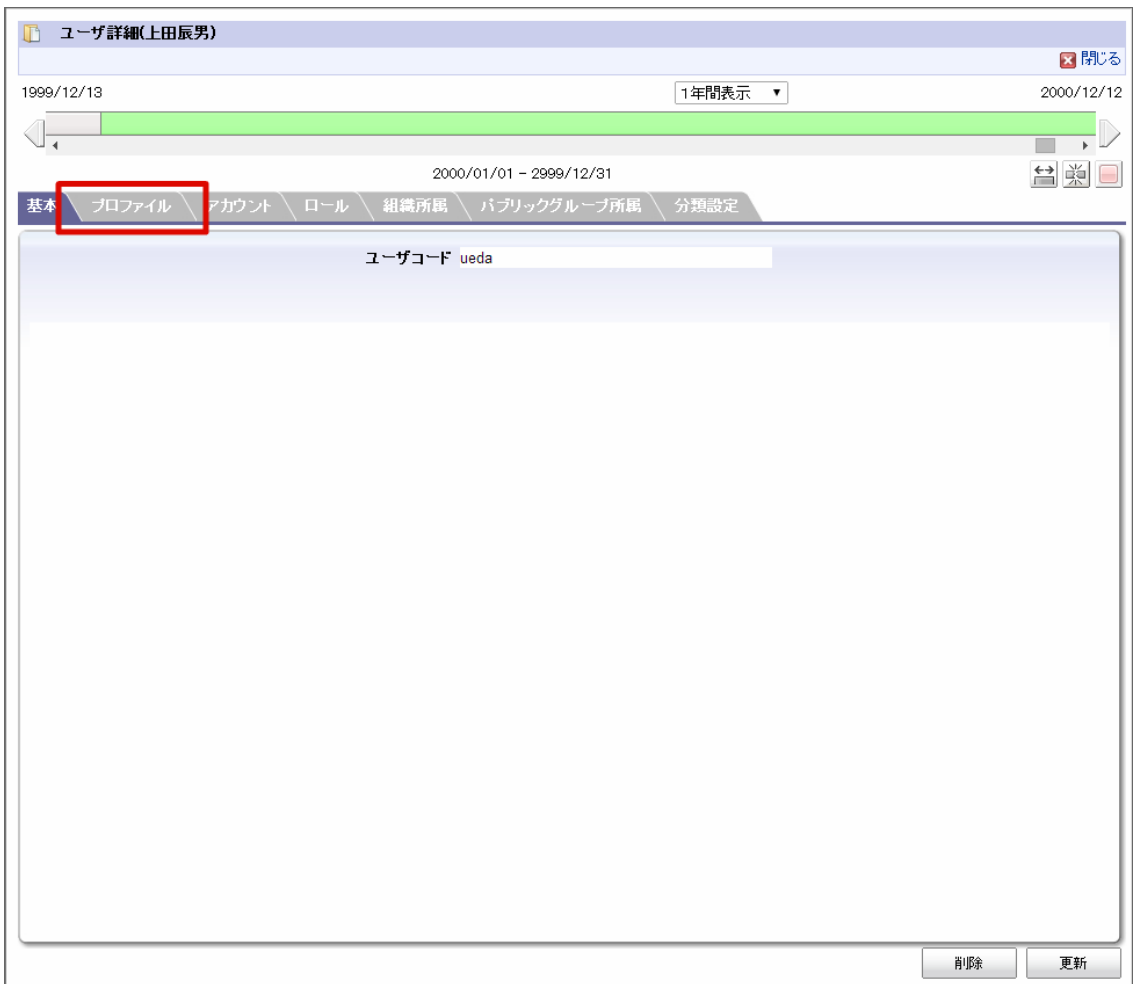 ユーザ詳細(上田辰男)
閉じる
1999/12/13 1年間表示 2000/12/12
2000/01/01 - 2999/12/31
基本 プロファイル アカウント ロール 組織所属 パブリックグループ所属 分類設定
ユーザコード ueda
削除 更新